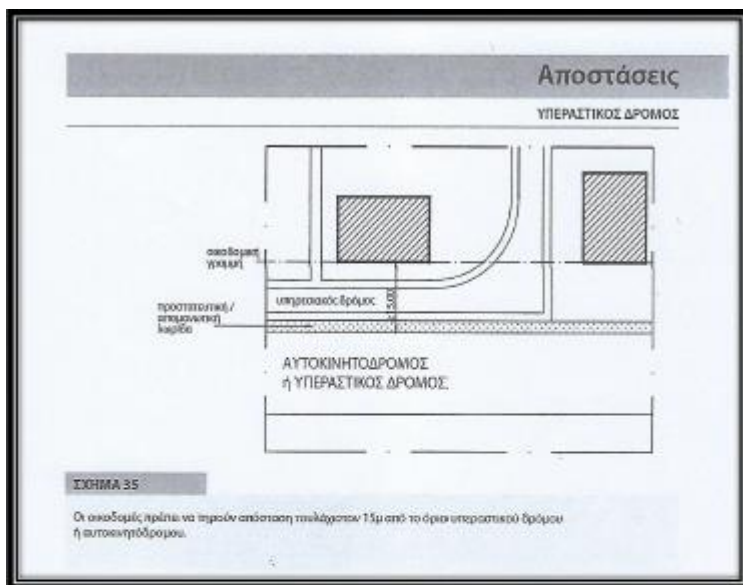 Αποστάσεις
ΥΠΕΡΑΣΤΙΚΟΣ ΔΡΟΜΟΣ
οικοδομική
γραμμή
υπηρεσιακός δρόμος
προστατευτική /
απομονωτική
λωρίδα
ΑΥΤΟΚΙΝΗΤΟΔΡΟΜΟΣ
ή ΥΠΕΡΑΣΤΙΚΟΣ ΔΡΟΜΟΣ
ΣΧΗΜΑ 35
Οι οικοδομές πρέπει να τηρούν απόσταση τουλάχιστον 15μ από το όριο υπεραστικού δρόμου
ή αυτοκινητόδρομου.